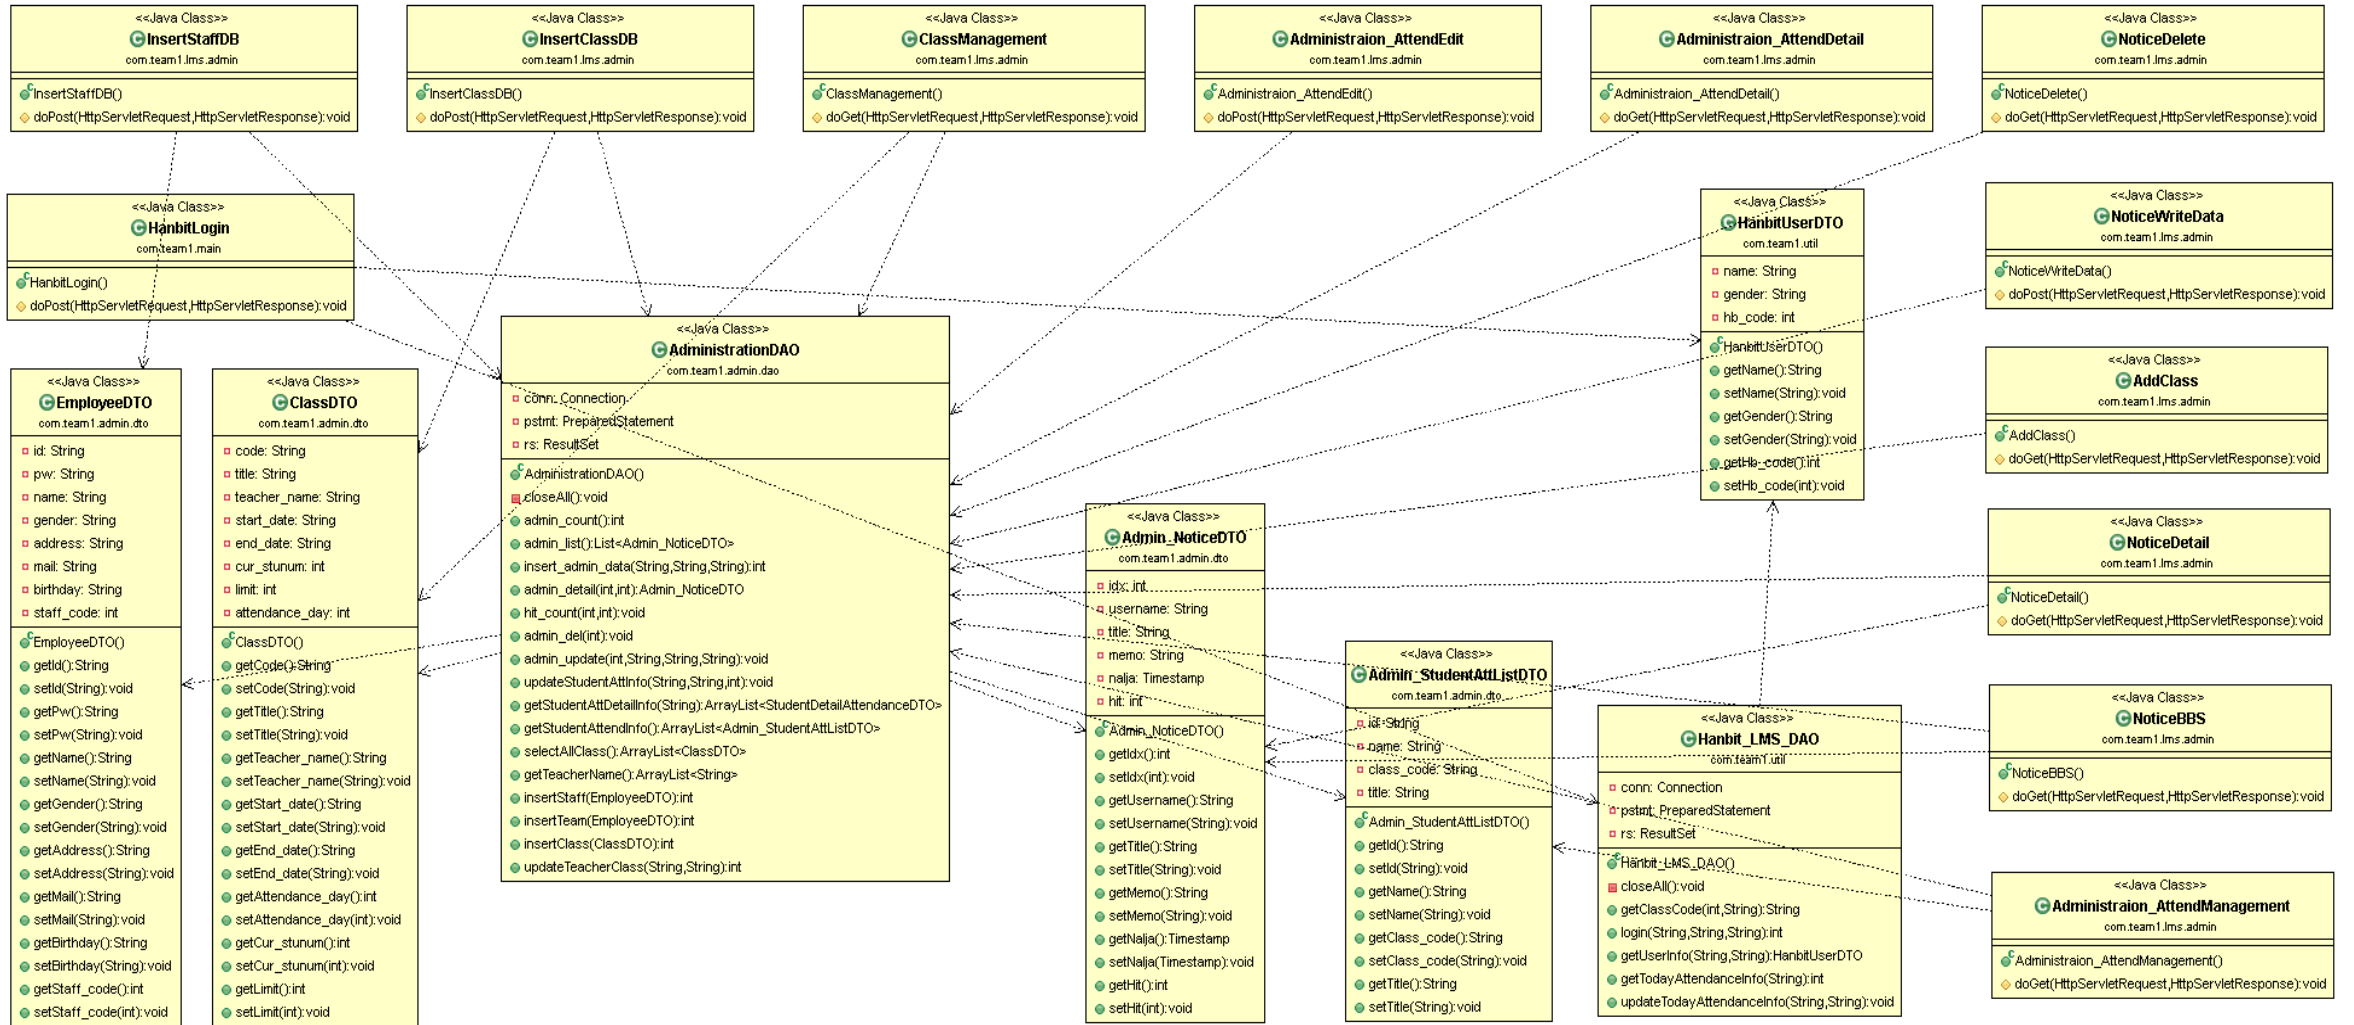 <<Java Class>>
InsertStaffDB
com.team1.lms.admin
InsertStaffDB()
doPost(HttpServletRequest,HttpServletResponse):void
<<Java Class>>
InsertClassDB
com.team1.lms.admin
InsertClassDB()
doPost(HttpServletRequest,HttpServletResponse):void
<<Java Class>>
ClassManagement
com.team1.lms.admin
ClassManagement()
doGet(HttpServletRequest,HttpServletResponse):void
<<Java Class>>
Administraion_AttendEdit
com.team1.lms.admin
Administraion_AttendEdit()
doPost(HttpServletRequest,HttpServletResponse):void
<<Java Class>>
Administraion_AttendDetail
com.team1.lms.admin
Administraion_AttendDetail()
doGet(HttpServletRequest,HttpServletResponse):void
<<Java Class>>
NoticeDelete
com.team1.lms.admin
NoticeDelete()
doGet(HttpServletRequest,HttpServletResponse):void
<<Java Class>>
HanbitLogin
com.team1.main
HanbitLogin()
doPost(HttpServletRequest,HttpServletResponse):void
<<Java Class>>
HanbitUserDTO
com.team1.util
name: String
gender: String
hb_code: int
HanbitUserDTO()
getName():String
setName(String):void
getGender():String
setGender(String):void
getHb_code():int
setHb_code(int):void
<<Java Class>>
NoticeWriteData
com.team1.lms.admin
NoticeWriteData()
doPost(HttpServletRequest,HttpServletResponse):void
<<Java Class>>
AddClass
com.team1.lms.admin
AddClass()
doGet(HttpServletRequest,HttpServletResponse):void
<<Java Class>>
EmployeeDTO
com.team1.admin.dto
id: String
pw: String
name: String
gender: String
address: String
mail: String
birthday: String
staff_code: int
EmployeeDTO()
getId():String
setId(String):void
getPw():String
setPw(String):void
getName():String
setName(String):void
getGender():String
setGender(String):void
getAddress():String
setAddress(String):void
getMail():String
setMail(String):void
getBirthday():String
setBirthday(String):void
getStaff_code():int
setStaff_code(int):void
<<Java Class>>
ClassDTO
com.team1.admin.dto
code: String
title: String
teacher_name: String
start_date: String
end_date: String
cur_stunum: int
limit: int
attendance_day: int
ClassDTO()
getCode():String
setCode(String):void
getTitle():String
setTitle(String):void
getTeacher_name():String
setTeacher_name(String):void
getStart_date():String
setStart_date(String):void
getEnd_date():String
setEnd_date(String):void
getAttendance_day():int
setAttendance_day(int):void
getCur_stunum():int
setCur_stunum(int):void
getLimit():int
setLimit(int):void
<<Java Class>>
AdministrationDAO
com.team1.admin.dao
conn: Connection
pstmt: PreparedStatement
rs: ResultSet
AdministrationDAO()
closeAll():void
admin_count():int
admin_list():List<Admin_NoticeDTO>
insert_admin_data(String,String,String):int
admin_detail(int,int):Admin_NoticeDTO
hit_count(int,int):void
admin_del(int):void
admin_update(int,String,String,String):void
updateStudentAttInfo(String,String,int):void
getStudentAttDetailInfo(String):ArrayList<StudentDetailAttendanceDTO>
getStudentAttendInfo():ArrayList<Admin_StudentAttListDTO>
selectAllClass():ArrayList<ClassDTO>
getTeacherName():ArrayList<String>
insertStaff(EmployeeDTO):int
insertTeam(EmployeeDTO):int
insertClass(ClassDTO):int
updateTeacherClass(String,String):int
<<Java Class>>
Admin_NoticeDTO
com.team1.admin.dto
idx: int
username: String
title: String
memo: String
nalja: Timestamp
hit: int
Admin_NoticeDTO()
getIdx():int
setIdx(int):void
getUsername():String
setUsername(String):void
getTitle():String
setTitle(String):void
getMemo():String
setMemo(String):void
getNalja():Timestamp
setNalja(Timestamp):void
getHit():int
setHit(int):void
<<Java Class>>
Admin_StudentAttListDTO
com.team1.admin.dto
id: String
name: String
class_code: String
title: String
Admin_StudentAttListDTO()
getId():String
setId(String):void
getName():String
setName(String):void
getClass_code():String
setClass_code(String):void
getTitle():String
setTitle(String):void
<<Java Class>>
Hanbit_LMS_DAO
com.team1.util
conn: Connection
pstmt: PreparedStatement
rs: ResultSet
Hanbit_LMS_DAO()
closeAll():void
getClassCode(int,String):String
login(String,String,String):int
getUserInfo(String,String):HanbitUserDTO
getTodayAttendanceInfo(String):int
updateTodayAttendanceInfo(String,String):void
<<Java Class>>
NoticeDetail
com.team1.lms.admin
NoticeDetail()
doGet(HttpServletRequest,HttpServletResponse):void
<<Java Class>>
NoticeBBS
com.team1.lms.admin
NoticeBBS()
doGet(HttpServletRequest,HttpServletResponse):void
<<Java Class>>
Administraion_AttendManagement
com.team1.lms.admin
Administraion_AttendManagement()
doGet(HttpServletRequest,HttpServletResponse):void